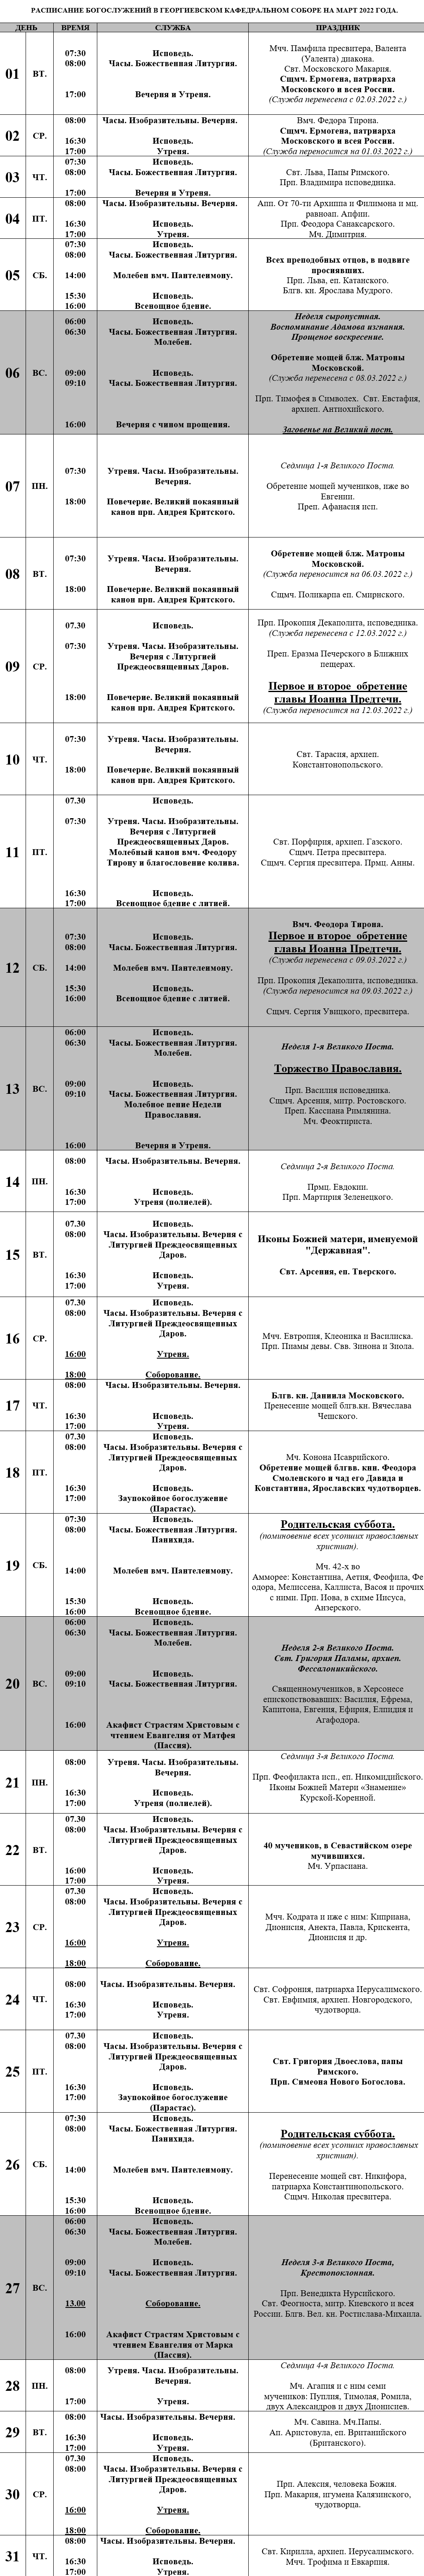 РАСПИСАНИЕ БОГОСЛУЖЕНИЙ В ГЕОРГИЕВСКОМ КАФЕДРАЛЬНОМ СОБОРЕ НА МАРТ 2022 ГОДА.
ДЕНЬ ВРЕМЯ СЛУЖБА ПРАЗДНИК
01 ВТ.
07:30 Исповедь.
08:00 Часы. Божественная Литургия.
17:00 Вечерня и Утреня.
Мчч. Памфила пресвитера, Валента
(Уалента) диакона.
Свт. Московского Макария.
Сщмч. Ермогена, патриарха
Московского и всея России.
(Служба перенесена с 02.03.2022 г.)
02 СР.
08:00 Часы. Изобразительны. Вечерня.
16:30 Исповедь.
17:00 Утреня.
Вмч. Федора Тирона.
Сщмч. Ермогена, патриарха
Московского и всея России.
(Служба переносится на 01.03.2022 г.)
03 ЧТ.
07:30 Исповедь.
08:00 Часы. Божественная Литургия.
17:00 Вечерня и Утреня.
Свт. Льва, Папы Римского.
Прп. Владимира исповедника.
04 ПТ.
08:00 Часы. Изобразительны. Вечерня.
16:30 Исповедь.
17:00 Утреня.
Апп. От 70-ти Архиппа и Филимона и мц.
равноап. Апфии.
Прп. Феодора Санаксарского.
Мч. Димитрия.
05 СБ.
07:30 Исповедь.
08:00 Часы. Божественная Литургия.
14:00 Молебен вмч. Пантелеимону.
15:30 Исповедь.
16:00 Всенощное бдение.
Всех преподобных отцов, в подвиге
просиявших.
Прп. Льва, еп. Катанского.
Блгв. кн. Ярослава Мудрого.
06 ВС.
06:00 Исповедь.
06:30 Часы. Божественная Литургия.
Молебен.
09:00 Исповедь.
09:10 Часы. Божественная Литургия.
16:00 Вечерня с чином прощения.
Неделя сыропустная.
Воспоминание Адамова изгнания.
Прощеное воскресение.
Обретение мощей блж. Матроны
Московской.
(Служба перенесена с 08.03.2022 г.)
Прп. Тимофея в Символех. Свт. Евстафия,
архиеп. Антиохийского.
Заговенье на Великий пост.
07 ПН.
07:30 Утреня. Часы. Изобразительны.
Вечерня.
18:00 Повечерие. Великий покаянный
канон прп. Андрея Критского.
Седмица 1-я Великого Поста.
Обретение мощей мучеников, иже во
Евгении.
Преп. Афанасия исп.
08 ВТ.
07:30 Утреня. Часы. Изобразительны.
Вечерня.
18:00 Повечерие. Великий покаянный
канон прп. Андрея Критского.
Обретение мощей блж. Матроны
Московской.
(Служба переносится на 06.03.2022 г.)
Сщмч. Поликарпа еп. Смирнского.
09 СР.
07.30 Исповедь.
07:30 Утреня. Часы. Изобразительны.
Вечерня с Литургией
Преждеосвященных Даров.
18:00 Повечерие. Великий покаянный
канон прп. Андрея Критского.
Прп. Прокопия Декаполита, исповедника.
(Служба перенесена с 12.03.2022 г.)
Преп. Еразма Печерского в Ближних
пещерах.
Первое и второе обретение
главы Иоанна Предтечи.
(Служба переносится на 12.03.2022 г.)
10 ЧТ.
07:30 Утреня. Часы. Изобразительны.
Вечерня.
18:00 Повечерие. Великий покаянный
канон прп. Андрея Критского.
Свт. Тарасия, архиеп.
Константонопольского.
11 ПТ.
07.30 Исповедь.
07:30 Утреня. Часы. Изобразительны.
Вечерня с Литургией
Преждеосвященных Даров.
Молебный канон вмч. Феодору
Тирону и благословение колива.
16:30 Исповедь.
17:00 Всенощное бдение с литией.
Свт. Порфирия, архиеп. Газского.
Сщмч. Петра пресвитера.
Сщмч. Сергия пресвитера. Прмц. Анны.
12 СБ.
07:30 Исповедь.
08:00 Часы. Божественная Литургия.
14:00 Молебен вмч. Пантелеимону.
15:30 Исповедь.
16:00 Всенощное бдение с литией.
Вмч. Феодора Тирона.
Первое и второе обретение
главы Иоанна Предтечи.
(Служба перенесена с 09.03.2022 г.)
Прп. Прокопия Декаполита, исповедника.
(Служба переносится на 09.03.2022 г.)
Сщмч. Сергия Увицкого, пресвитера.
13 ВС.
06:00 Исповедь.
06:30 Часы. Божественная Литургия.
Молебен.
09:00 Исповедь.
09:10 Часы. Божественная Литургия.
Молебное пение Недели
Православия.
16:00 Вечерня и Утреня.
Неделя 1-я Великого Поста.
Торжество Православия.
Прп. Василия исповедника.
Сщмч. Арсения, митр. Ростовского.
Преп. Кассиана Римлянина.
Мч. Феоктириста.
14 ПН.
08:00 Часы. Изобразительны. Вечерня.
16:30 Исповедь.
17:00 Утреня (полиелей).
Седмица 2-я Великого Поста.
Прмц. Евдокии.
Прп. Мартирия Зеленецкого.
15 ВТ.
07.30 Исповедь.
08:00 Часы. Изобразительны. Вечерня с
Литургией Преждеосвященных
Даров.
16:30 Исповедь.
17:00 Утреня.
Иконы Божией матери, именуемой
"Державная".
Свт. Арсения, еп. Тверского.
16 СР.
07.30 Исповедь.
08:00 Часы. Изобразительны. Вечерня с
Литургией Преждеосвященных
Даров.
16:00 Утреня.
18:00 Соборование.
Мчч. Евтропия, Клеоника и Василиска.
Прп. Пиамы девы. Свв. Зинона и Зоила.
17 ЧТ.
08:00 Часы. Изобразительны. Вечерня.
16:30 Исповедь.
17:00 Утреня.
Блгв. кн. Даниила Московского.
Пренесение мощей блгв.кн. Вячеслава
Чешского.
18 ПТ.
07.30 Исповедь.
08:00 Часы. Изобразительны. Вечерня с
Литургией Преждеосвященных
Даров.
16:30 Исповедь.
17:00 Заупокойное богослужение
(Парастас).
Мч. Конона Исаврийского.
Обретение мощей блгвв. кнн. Феодора
Смоленского и чад его Давида и
Константина, Ярославских чудотворцев.
19 СБ.
07:30 Исповедь.
08:00 Часы. Божественная Литургия.
Панихида.
14:00 Молебен вмч. Пантелеимону.
15:30 Исповедь.
16:00 Всенощное бдение.
Родительская суббота.
(поминовение всех усопших православных
христиан).
Мч. 42-х во
Амморее: Константина, Аетия, Феофила, Фе
одора, Мелиссена, Каллиста, Васоя и прочих
с ними. Прп. Иова, в схиме Иисуса,
Анзерского.
20 ВС.
06:00 Исповедь.
06:30 Часы. Божественная Литургия.
Молебен.
09:00 Исповедь.
09:10 Часы. Божественная Литургия.
16:00 Акафист Страстям Христовым с
чтением Евангелия от Матфея
(Пассия).
Неделя 2-я Великого Поста.
Свт. Григория Паламы, архиеп.
Фессалоникийского.
Священномучеников, в Херсонесе
епископствовавших: Василия, Ефрема,
Капитона, Евгения, Ефирия, Елпидия и
Агафодора.
21 ПН.
08:00 Утреня. Часы. Изобразительны.
Вечерня.
16:30 Исповедь.
17:00 Утреня (полиелей).
Седмица 3-я Великого Поста.
Прп. Феофилакта исп., еп. Никомидийского.
Иконы Божией Матери «Знамение»
Курской-Коренной.
22 ВТ.
07.30 Исповедь.
08:00 Часы. Изобразительны. Вечерня с
Литургией Преждеосвященных
Даров.
16:00 Исповедь.
17:00 Утреня.
40 мучеников, в Севастийском озере
мучившихся.
Мч. Урпасиана.
23 СР.
07.30 Исповедь.
08:00 Часы. Изобразительны. Вечерня с
Литургией Преждеосвященных
Даров.
16:00 Утреня.
18:00 Соборование.
Мчч. Кодрата и иже с ним: Киприана,
Дионисия, Анекта, Павла, Крискента,
Дионисия и др.
24 ЧТ.
08:00 Часы. Изобразительны. Вечерня.
16:30 Исповедь.
17:00 Утреня.
Свт. Софрония, патриарха Иерусалимского.
Свт. Евфимия, архиеп. Новгородского,
чудотворца.
25 ПТ.
07.30 Исповедь.
08:00 Часы. Изобразительны. Вечерня с
Литургией Преждеосвященных
Даров.
16:30 Исповедь.
17:00 Заупокойное богослужение
(Парастас).
Свт. Григория Двоеслова, папы
Римского.
Прп. Симеона Нового Богослова.
26 СБ.
07:30 Исповедь.
08:00 Часы. Божественная Литургия.
Панихида.
14:00 Молебен вмч. Пантелеимону.
15:30 Исповедь.
16:00 Всенощное бдение.
Родительская суббота.
(поминовение всех усопших православных
христиан).
Перенесение мощей свт. Никифора,
патриарха Константинопольского.
Сщмч. Николая пресвитера.
27 ВС.
06:00 Исповедь.
06:30 Часы. Божественная Литургия.
Молебен.
09:00 Исповедь.
09:10 Часы. Божественная Литургия.
13.00 Соборование.
16:00 Акафист Страстям Христовым с
чтением Евангелия от Марка
(Пассия).
Неделя 3-я Великого Поста,
Крестопоклонная.
Прп. Венедикта Нурсийского.
Свт. Феогноста, митр. Киевского и всея
России. Блгв. Вел. кн. Ростислава-Михаила.
28 ПН.
08:00 Утреня. Часы. Изобразительны.
Вечерня.
17:00 Утреня.
Седмица 4-я Великого Поста.
Мч. Агапия и с ним семи
мучеников: Пуплия, Тимолая, Ромила,
двух Александров и двух Дионисиев.
29 ВТ.
08:00 Часы. Изобразительны. Вечерня.
16:30 Исповедь.
17:00 Утреня.
Мч. Савина. Мч.Папы.
Ап. Аристовула, еп. Вританийского
(Британского).
30 СР.
07.30 Исповедь.
08:00 Часы. Изобразительны. Вечерня с
Литургией Преждеосвященных
Даров.
16:00 Утреня.
18:00 Соборование.
Прп. Алексия, человека Божия.
Прп. Макария, игумена Калязинского,
чудотворца.
31 ЧТ.
08:00 Часы. Изобразительны. Вечерня.
16:30 Исповедь.
17:00 Утреня.
Свт. Кирилла, архиеп. Иерусалимского.
Мчч. Трофима и Евкарпия.